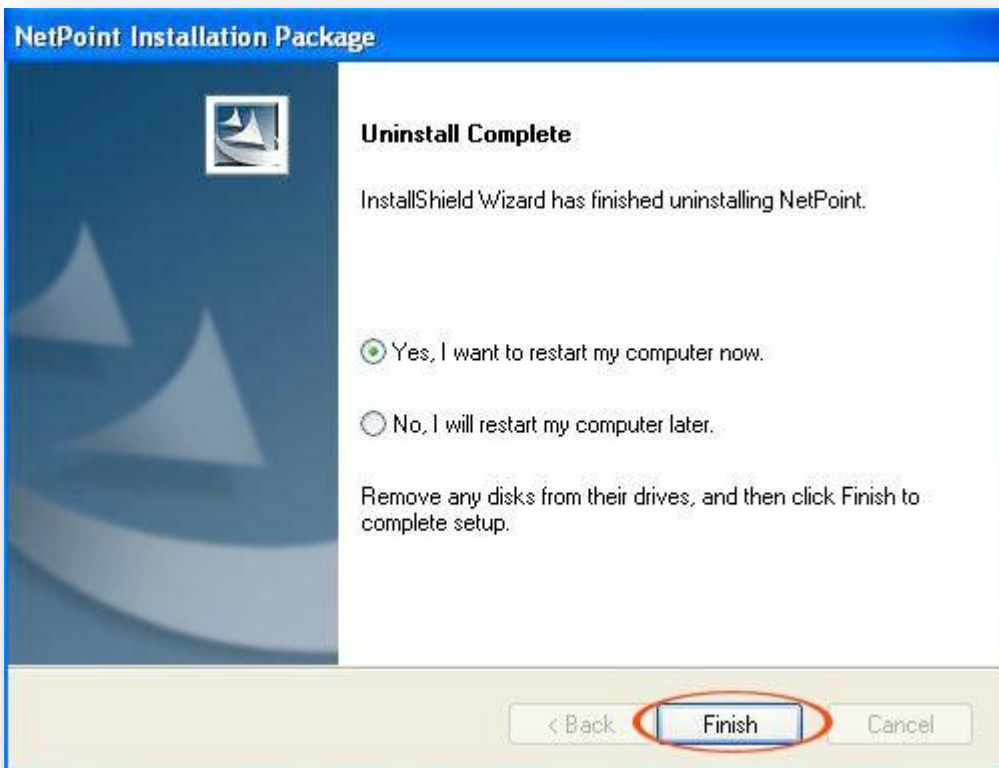 NetPoint Installation Package
Uninstall Complete
InstallShield Wizard has finished uninstalling NetPoint.
Yes, I want to restart my computer now.
No, I will restart my computer later.
Remove any disks from their drives, and then click Finish to
complete setup.
< Back Finish Cancel